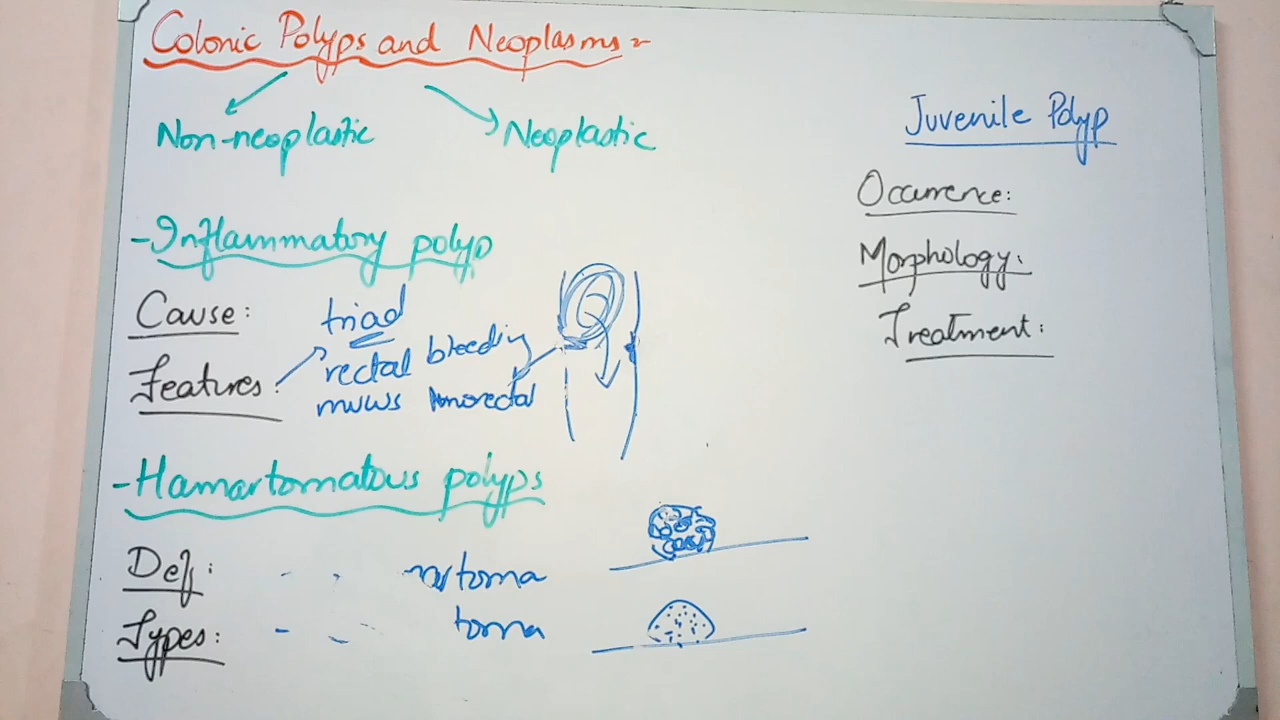 Colonic Polyps and Neoplasms
Non-neoplastic
Neoplastic
-Inflammatory polyp
Cause:
triad
Features:
rectal bleeding
mucus
-Hamartomatous polyps
Def:
Types:
toma
Juvenile Polyp
Occurrence:
Morphology:
Treatment: